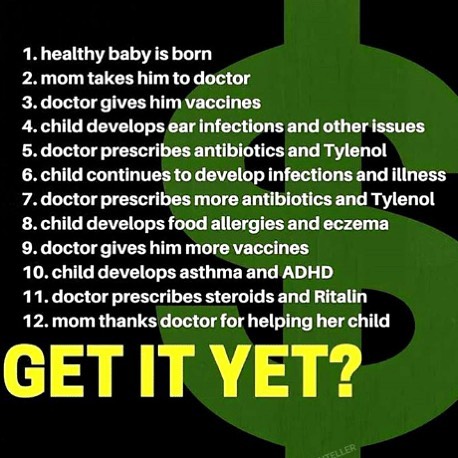 1. healthy baby is born
2. mom takes him to doctor
3. doctor gives him vaccines
4. child develops ear infections and other issues
5. doctor prescribes antibiotics and Tylenol
6. child continues to develop infections and illness
7. doctor prescribes more antibiotics and Tylenol
8. child develops food allergies and eczema
9. doctor gives him more vaccines
10. child develops asthma and ADHD
11. doctor prescribes steroids and Ritalin
12. mom thanks doctor for helping her child
GET IT YET?